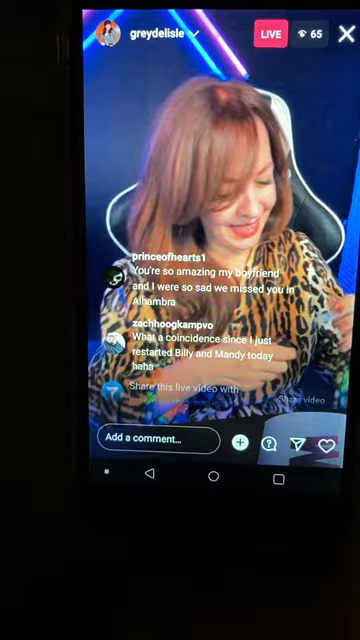 greydelisle
LIVE
65
princeofhearts1
You're so amazing my boyfriend
and I were so sad we missed you in
Alhambra
zachhoogkampvo
What a coincidence since I just
restarted Billy and Mandy today
haha
Share this live video with
Share video
Add a comment...